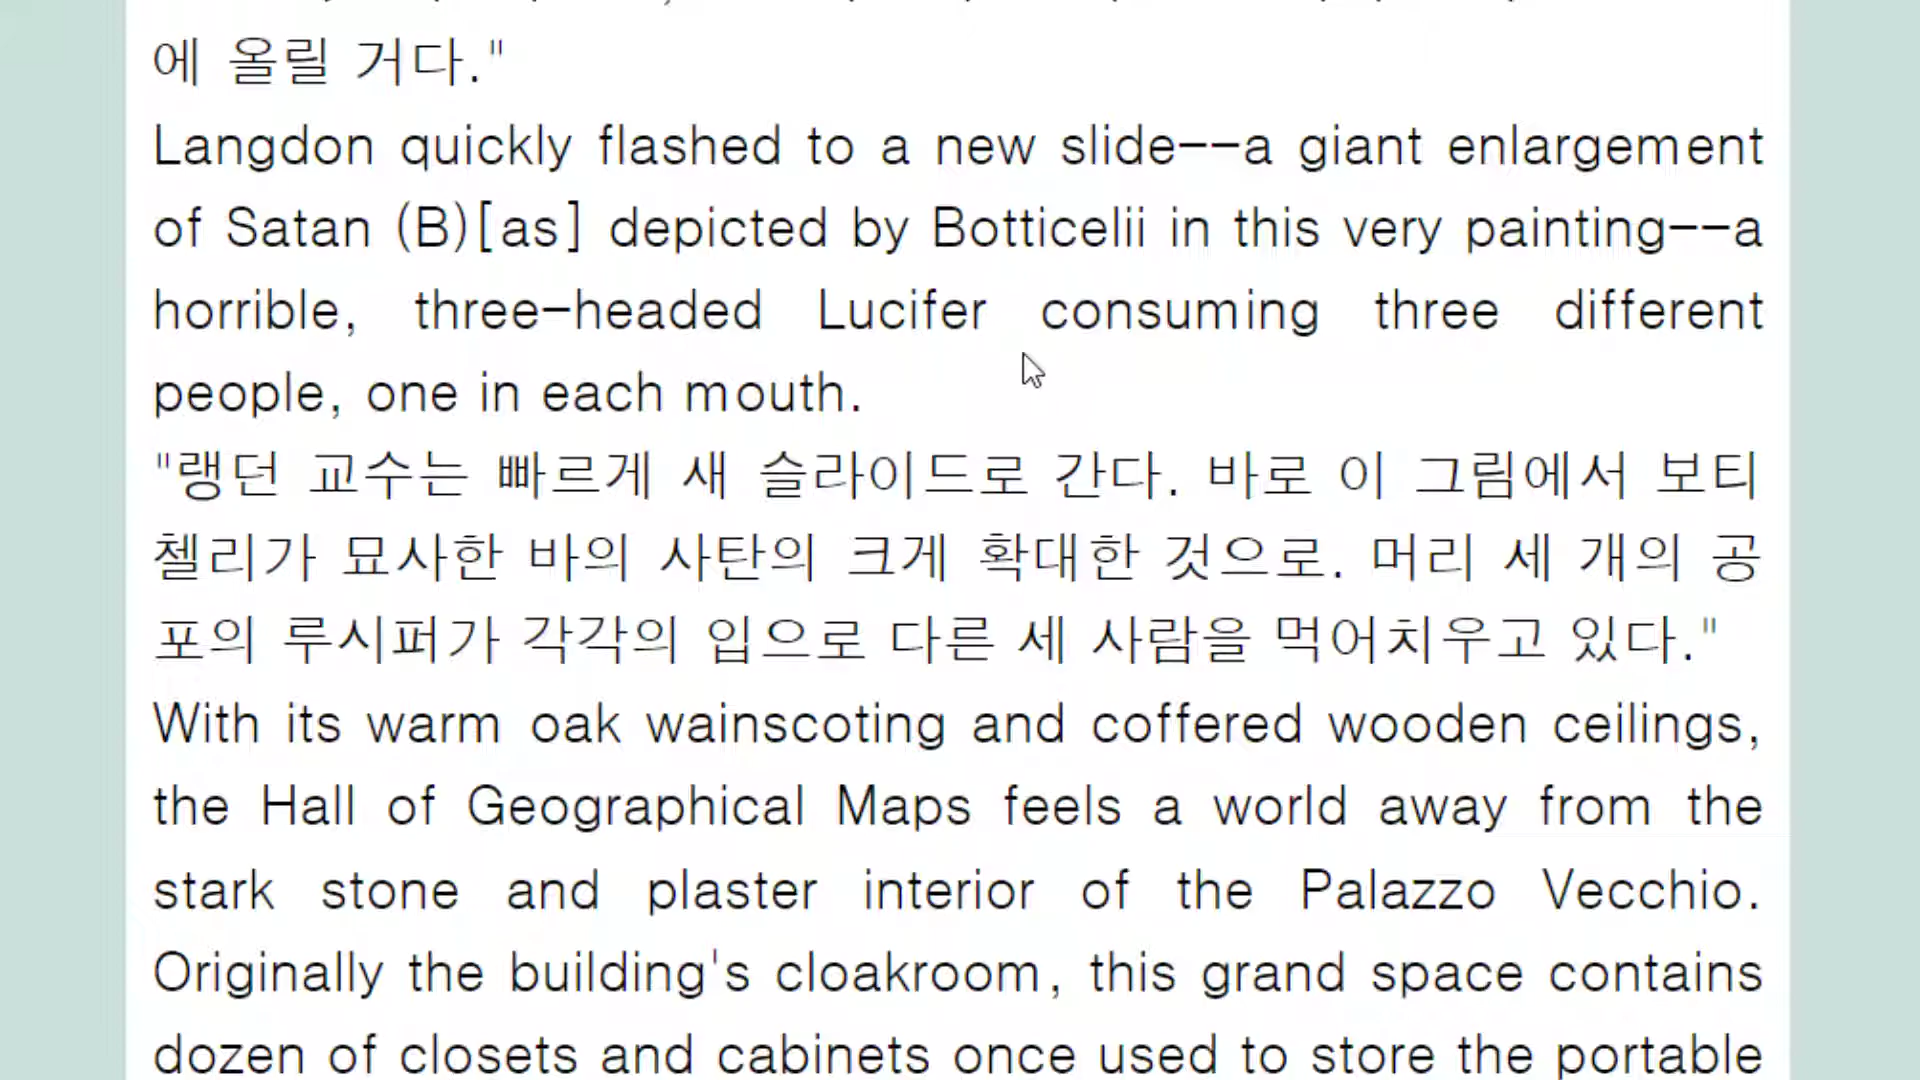 에 올릴 거다."
Langdon quickly flashed to a new slide--a giant enlargement
of Satan (B)[as] depicted by Botticelii in this very painting--a
horrible, three-headed Lucifer consuming three different
people, one in each mouth.
"랭던 교수는 빠르게 새 슬라이드로 간다. 바로 이 그림에서 보티
첼리가 묘사한 바의 사탄의 크게 확대한 것으로. 머리 세 개의 공
포의 루시퍼가 각각의 입으로 다른 세 사람을 먹어치우고 있다."
With its warm oak wainscoting and coffered wooden ceilings,
the Hall of Geographical Maps feels a world away from the
stark stone and plaster interior of the Palazzo Vecchio.
Originally the building's cloakroom, this grand space contains
dozen of closets and cabinets once used to store the portable